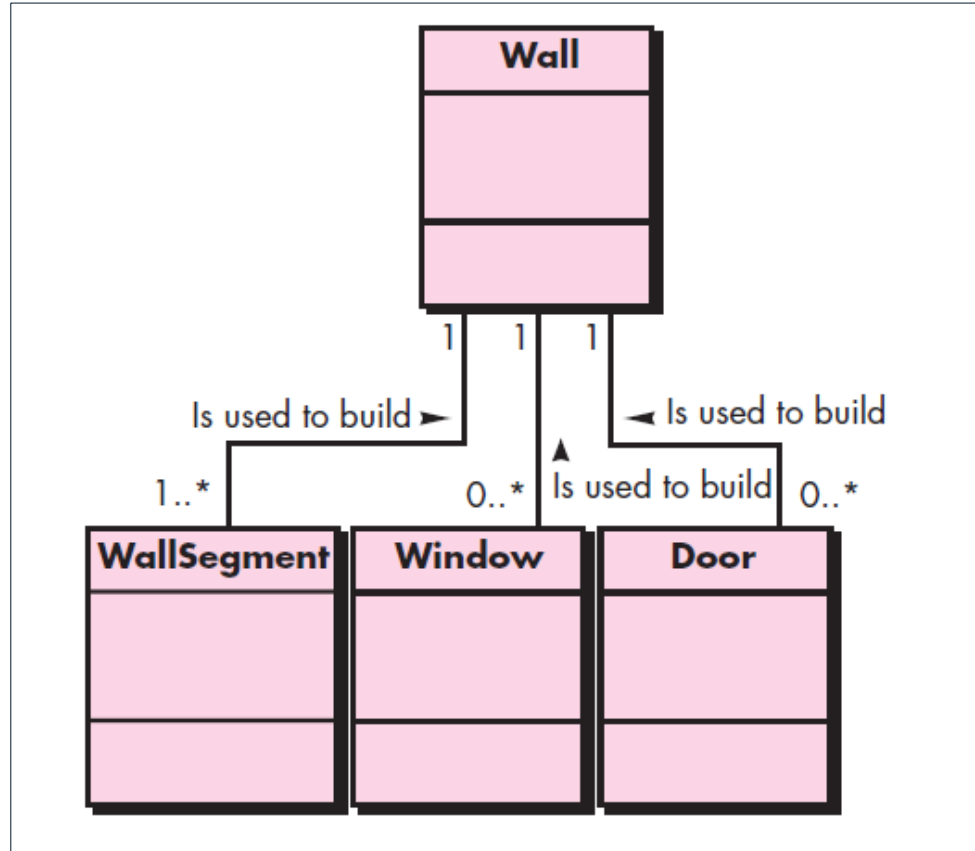 Wall
1 1 1
Is used to build ◄ Is used to build
1..* 0..* Is used to build 0..*
WallSegment Window Door